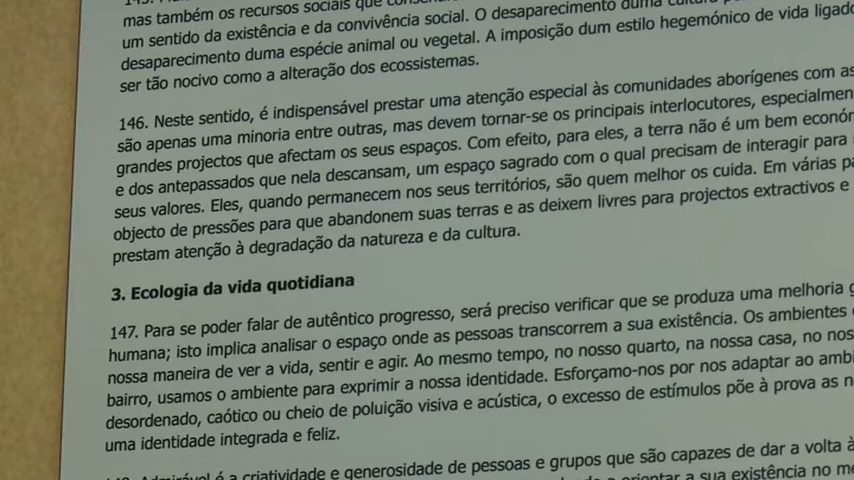 mas também os recursos sociais que
um sentido da existência e da convivência social. O desaparecimento duma cultura
desaparecimento duma espécie animal ou vegetal. A imposição dum estilo hegemónico de vida
ser tão nocivo como a alteração dos ecossistemas.
146. Neste sentido, é indispensável prestar uma atenção especial às comunidades aborígenes com as
são apenas uma minoria entre outras, mas devem tornar-se os principais interlocutores,
grandes projectos que afectam os seus espaços. Com efeito, para eles, a terra não é um bem
e dos antepassados que nela descansam, um espaço sagrado com o qual precisam de interagir para
seus valores. Eles, quando permanecem nos seus territórios, são quem melhor os cuida. Em várias
objecto de pressões para que abandonem suas terras e as deixem livres para projectos extractivos e
prestam atenção à degradação da natureza e da cultura.
3. Ecologia da vida quotidiana
147. Para se poder falar de autêntico progresso, será preciso verificar que se produza uma melhoria
humana; isto implica analisar o espaço onde as pessoas transcorrem a sua existência. Os ambientes
nossa maneira de ver a vida, sentir e agir. Ao mesmo tempo, no nosso quarto, na nossa casa, no
bairro, usamos o ambiente para exprimir a nossa identidade. Esforçamo-nos por nos adaptar ao
desordenado, caótico ou cheio de poluição visiva e acústica, o excesso de estímulos põe à prova as
uma identidade integrada e feliz.
Admirável é a criatividade e generosidade de pessoas e grupos que são capazes de dar a volta
orientar a sua existência no